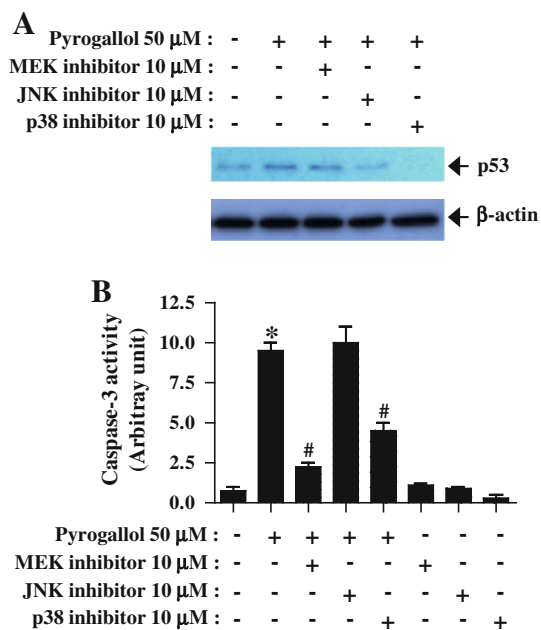 A
Pyrogallol 50 μM : - + + + +
MEK inhibitor 10 μM : - - + - -
JNK inhibitor 10 μM : - - - + -
p38 inhibitor 10 μM : - - - - +
p53
β-actin
B
Caspase-3 activity
(Arbitray unit)
12.5
10.0
7.5
5.0
2.5
0.0
*
#
#
Pyrogallol 50 μM : - + + + + - - -
MEK inhibitor 10 μM : - - + - - + - -
JNK inhibitor 10 μM : - - - + - - + -
p38 inhibitor 10 μM : - - - - + - - +